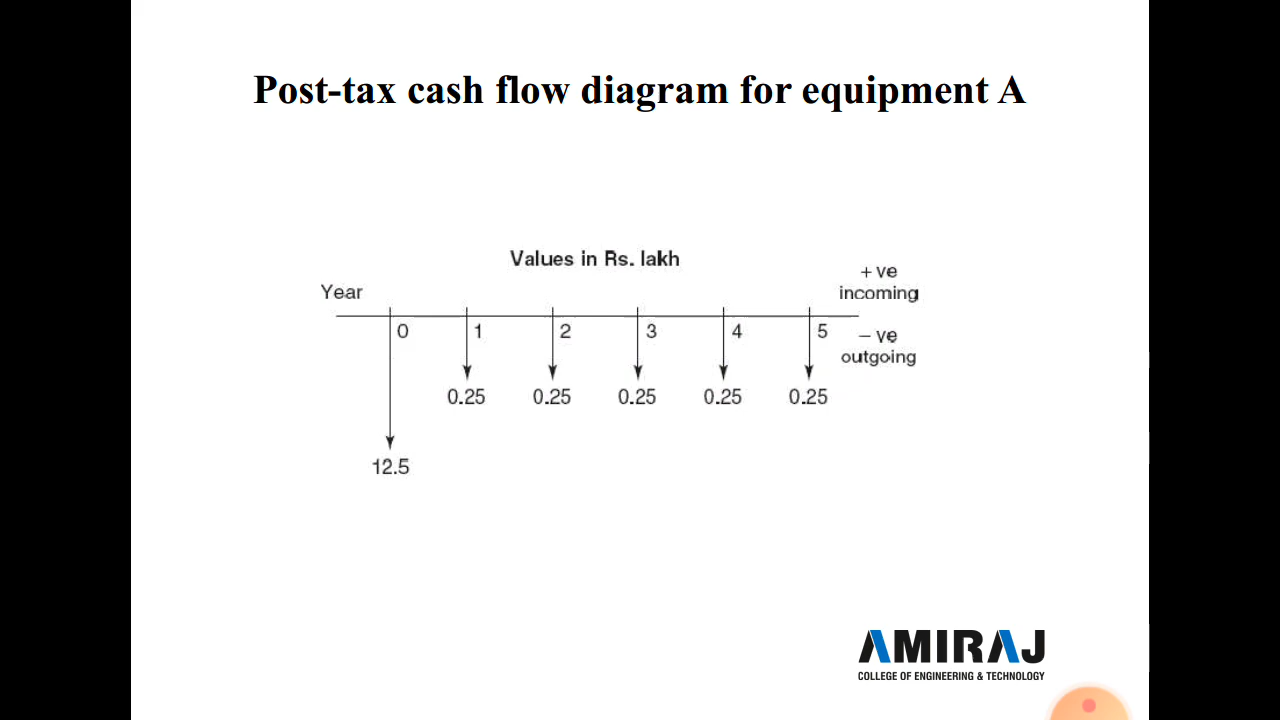 Post-tax cash flow diagram for equipment A
Values in Rs. lakh
+ ve
Year
incoming
0 1 2 3 4 5
– ve
outgoing
0.25 0.25 0.25 0.25 0.25
12.5
AMIRAJ
COLLEGE OF ENGINEERING & TECHNOLOGY